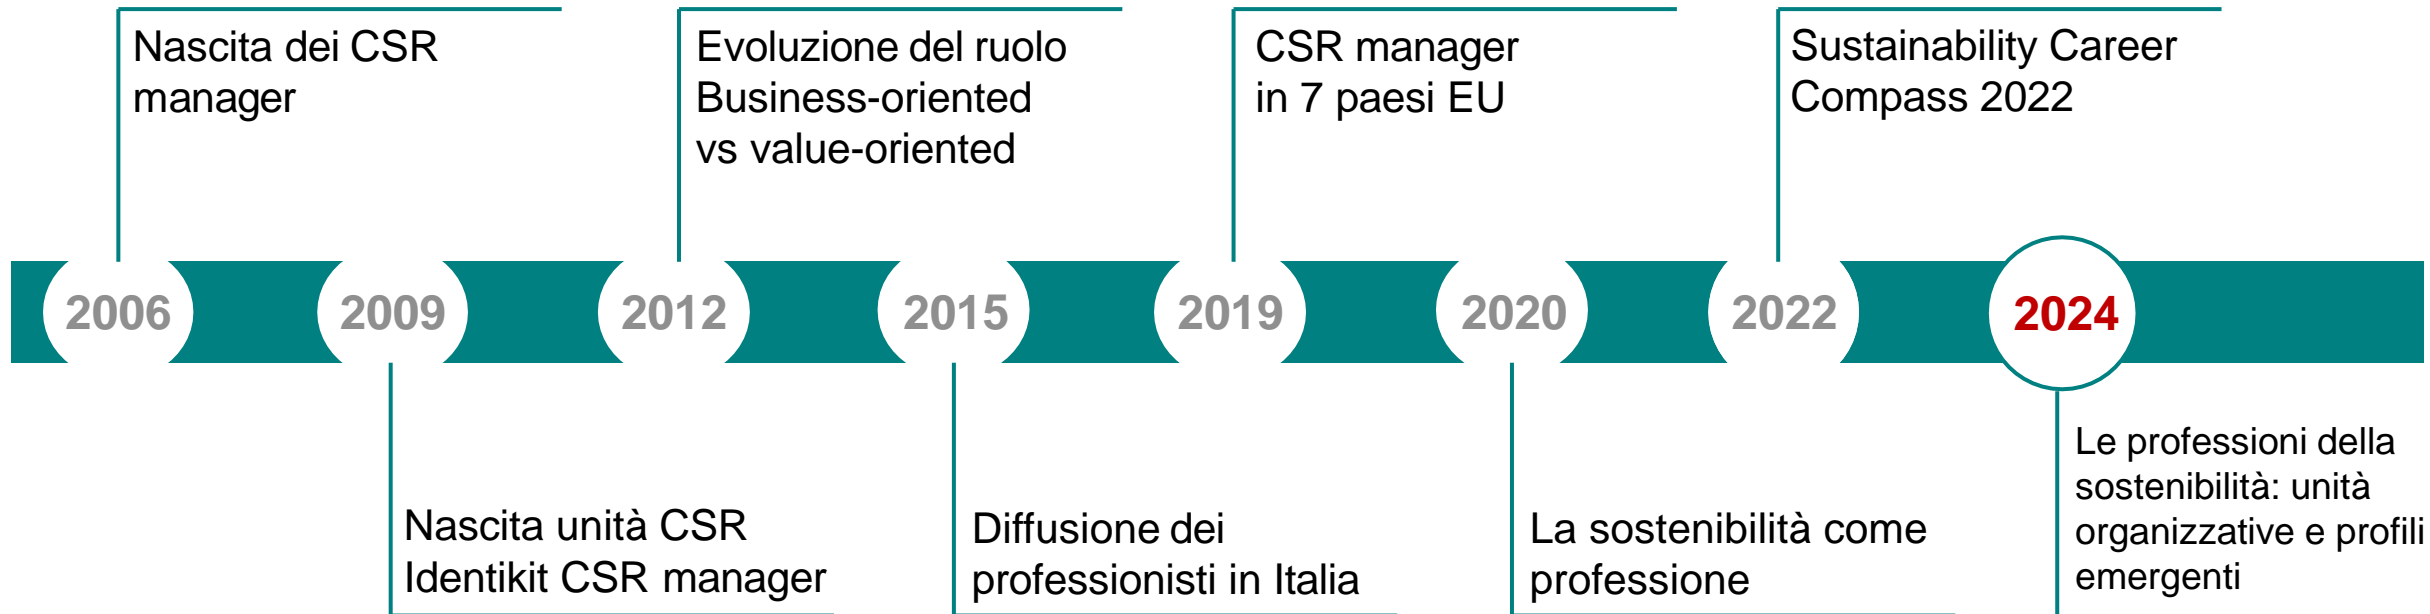 Nascita dei CSR
manager
Evoluzione del ruolo
Business-oriented
vs value-oriented
CSR manager
in 7 paesi EU
Sustainability Career
Compass 2022
2006
2009
2012
2015
2019
2020
2022
2024
Nascita unità CSR
Identikit CSR manager
Diffusione dei
professionisti in Italia
La sostenibilità come
professione
Le professioni della
sostenibilità: unità
organizzative e profili
emergenti